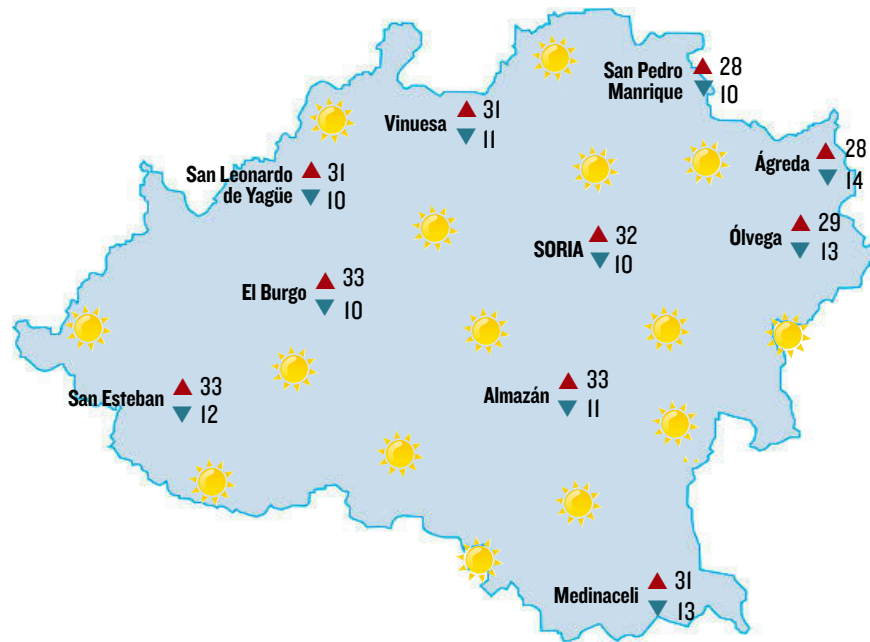 San Pedro
Manrique
28
10
Vinuesa
31
11
Ágreda
28
14
San Leonardo
de Yagüe
31
10
Ólvega
29
13
SORIA
32
10
El Burgo
33
10
San Esteban
33
12
Almazán
33
11
Medinaceli
31
13